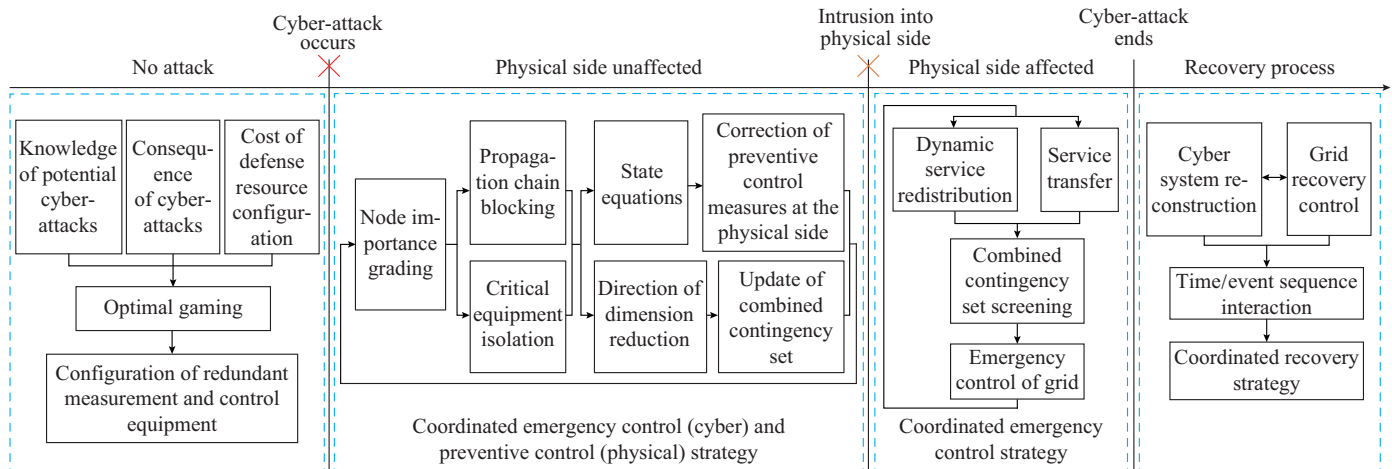 Cyber-attack
occurs
Intrusion into
physical side
Cyber-attack
ends
No attack
Physical side unaffected
Physical side affected
Recovery process
Knowledge
of potential
cyber-
attacks
Consequ-
ence
of cyber-
attacks
Cost of
defense
resource
configur-
ation
Optimal gaming
Configuration of redundant
measurement and control
equipment
Node im-
portance
grading
Propaga-
tion chain
blocking
Critical
equipment
isolation
State
equations
Direction of
dimension
reduction
Correction of
preventive
control
measures at the
physical side
Update of
combined
contingency
set
Coordinated emergency control (cyber) and
preventive control (physical) strategy
Dynamic
service
redistribution
Service
transfer
Combined
contingency
set screening
Emergency
control of grid
Coordinated emergency
control strategy
Cyber
system re-
construction
Grid
recovery
control
Time/event sequence
interaction
Coordinated recovery
strategy